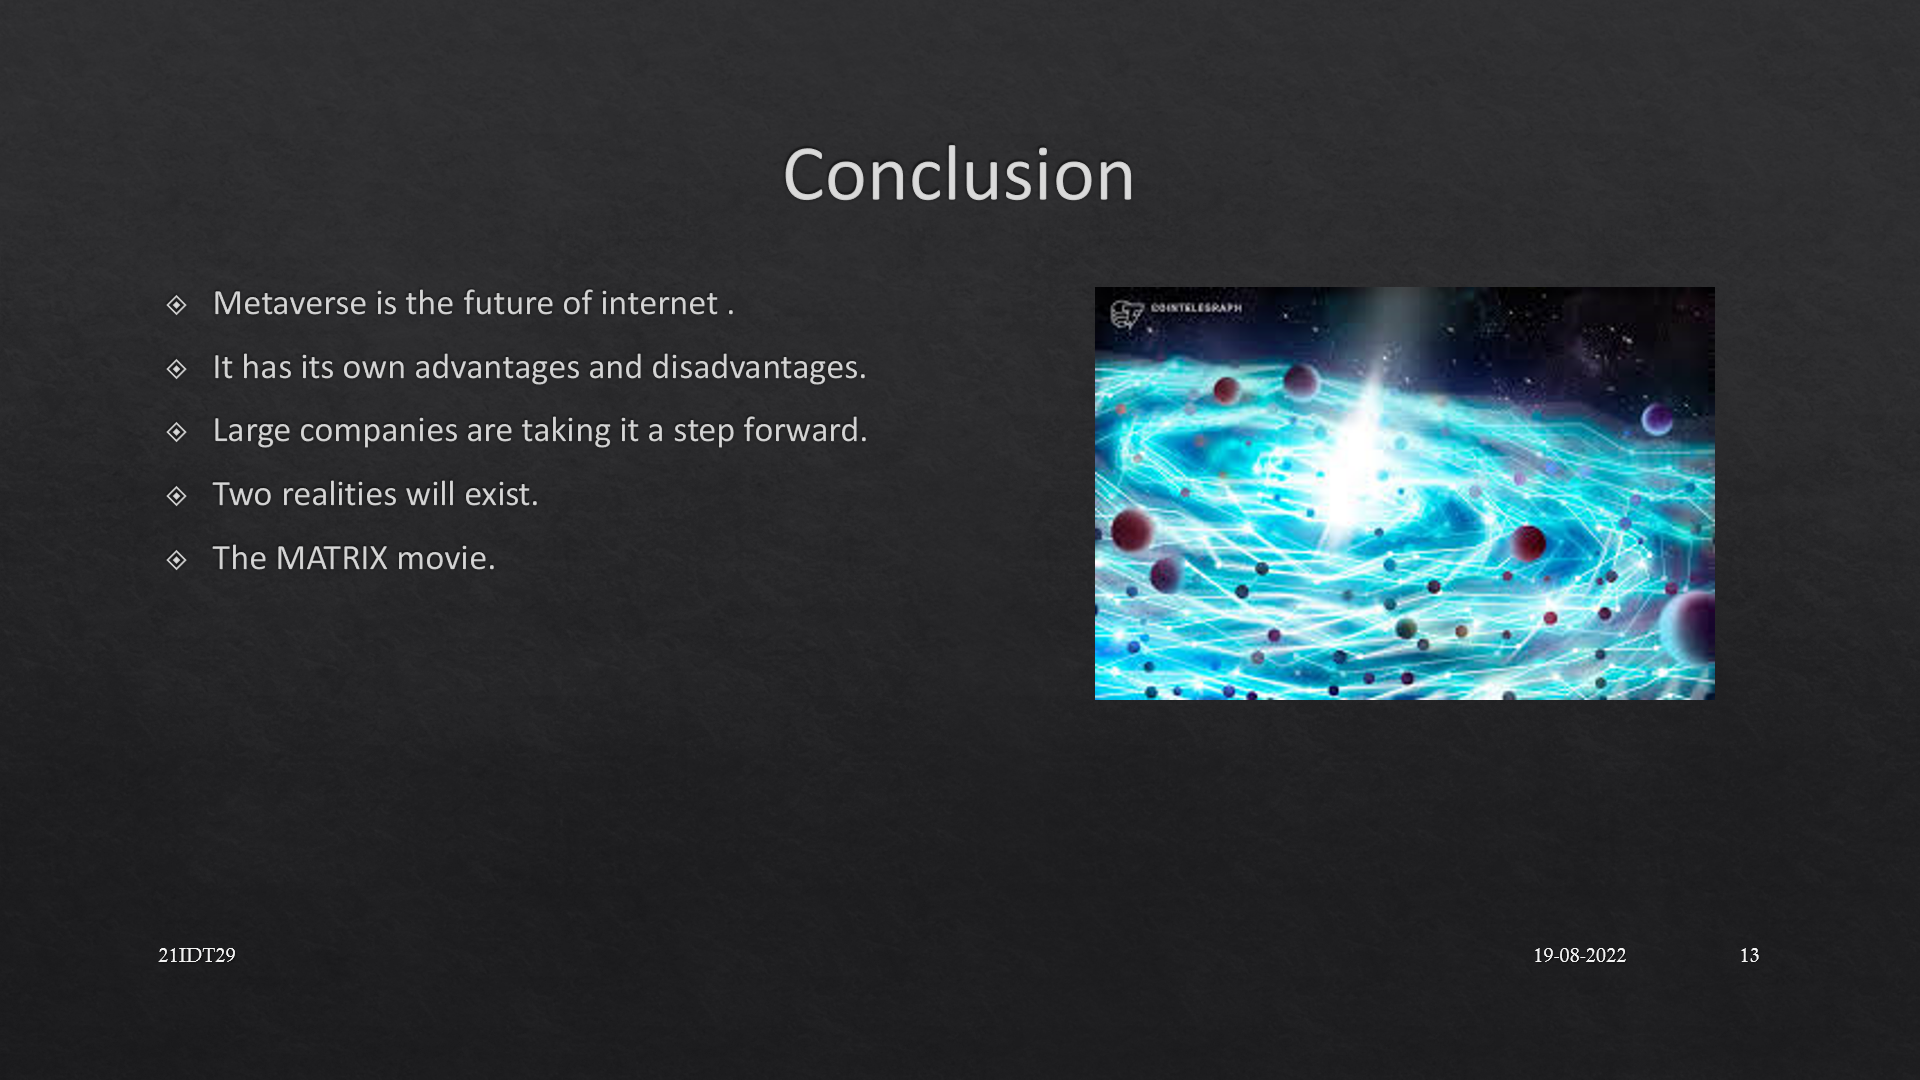 Conclusion
Metaverse is the future of internet .
It has its own advantages and disadvantages.
Large companies are taking it a step forward.
Two realities will exist.
The MATRIX movie.
COINTELEGRAPH
21IDT29
19-08-2022
13